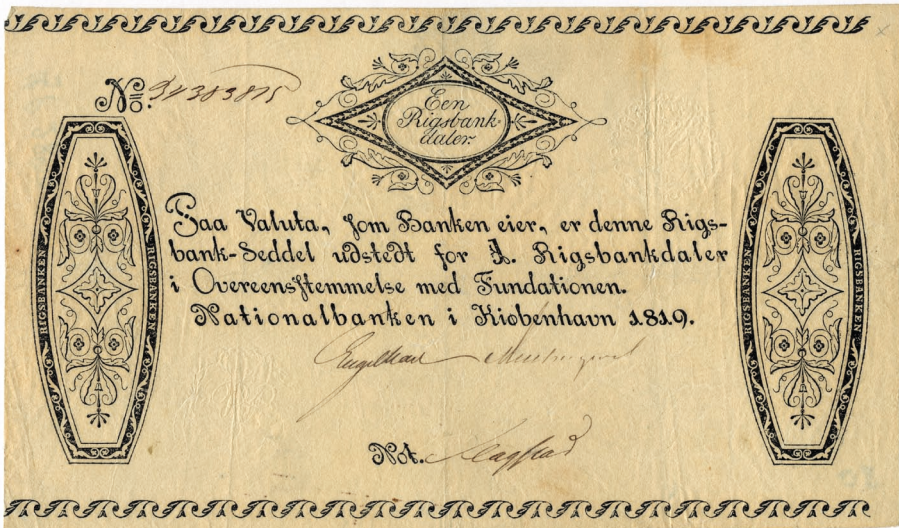 No.
Een
Rigsbank-
daler.
Paa Valuta, som Banken eier, er denne Rigs-
bank-Seddel udstedt for 1. Rigsbankdaler
i Overeensstemmelse med Fundationen.
Nationalbanken i Kiøbenhavn 1819.
Not.
RIGSBANKEN
RIGSBANKEN
RIGSBANKEN
RIGSBANKEN